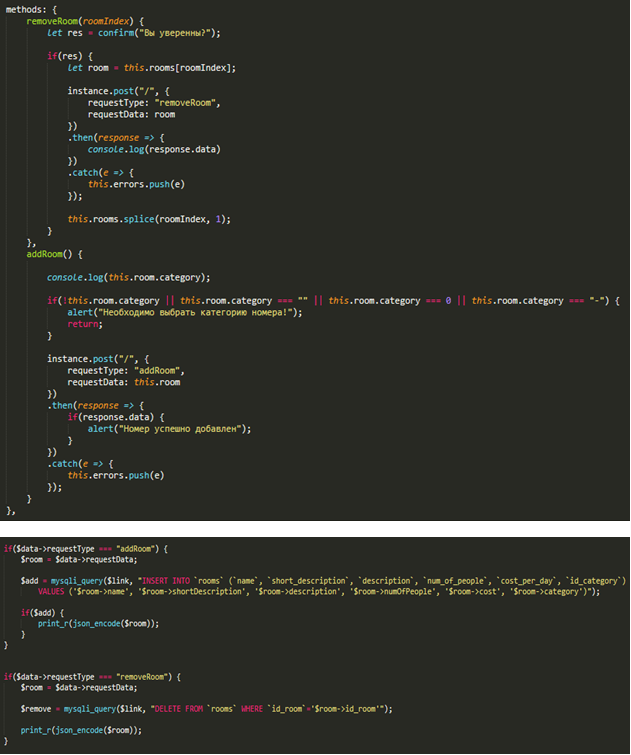 methods: {
    removeRoom(roomIndex) {
        let res = confirm("Вы уверенны?");

        if(res) {
            let room = this.rooms[roomIndex];

            instance.post("/", {
                requestType: "removeRoom",
                requestData: room
            })
            .then(response => {
                console.log(response.data)
            })
            .catch(e => {
                this.errors.push(e)
            });

            this.rooms.splice(roomIndex, 1);
        }
    },
    addRoom() {

        console.log(this.room.category);

        if(!this.room.category || this.room.category === "" || this.room.category === 0 || this.room.category === "-") {
            alert("Необходимо выбрать категорию номера!");
            return;
        }

        instance.post("/", {
            requestType: "addRoom",
            requestData: this.room
        })
        .then(response => {
            if(response.data) {
                alert("Номер успешно добавлен");
            }
        })
        .catch(e => {
            this.errors.push(e)
        });
    }
},

if($data->requestType === "addRoom") {
    $room = $data->requestData;

    $add = mysqli_query($link, "INSERT INTO `rooms` (`name`, `short_description`, `description`, `num_of_people`, `cost_per_day`, `id_category`)
        VALUES ('$room->name', '$room->shortDescription', '$room->description', '$room->numOfPeople', '$room->cost', '$room->category')");

    if($add) {
        print_r(json_encode($room));
    }
}

if($data->requestType === "removeRoom") {
    $room = $data->requestData;

    $remove = mysqli_query($link, "DELETE FROM `rooms` WHERE `id_room`='$room->id_room'");

    print_r(json_encode($room));
}